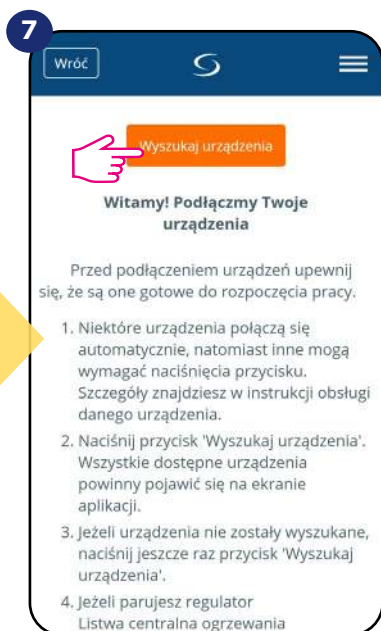 7
Wróć
Wyszukaj urządzenia
Witamy! Podłączmy Twoje
urządzenia
Przed podłączeniem urządzeń upewnij
się, że są one gotowe do rozpoczęcia pracy.
1. Niektóre urządzenia połączą się
automatycznie, natomiast inne mogą
wymagać naciśnięcia przycisku.
Szczegóły znajdziesz w instrukcji obsługi
danego urządzenia.
2. Naciśnij przycisk 'Wyszukaj urządzenia'.
Wszystkie dostępne urządzenia
powinny pojawić się na ekranie
aplikacji.
3. Jeżeli urządzenia nie zostały wyszukane,
naciśnij jeszcze raz przycisk 'Wyszukaj
urządzenia'.
4. Jeżeli parujesz regulator
Listwa centralna ogrzewania